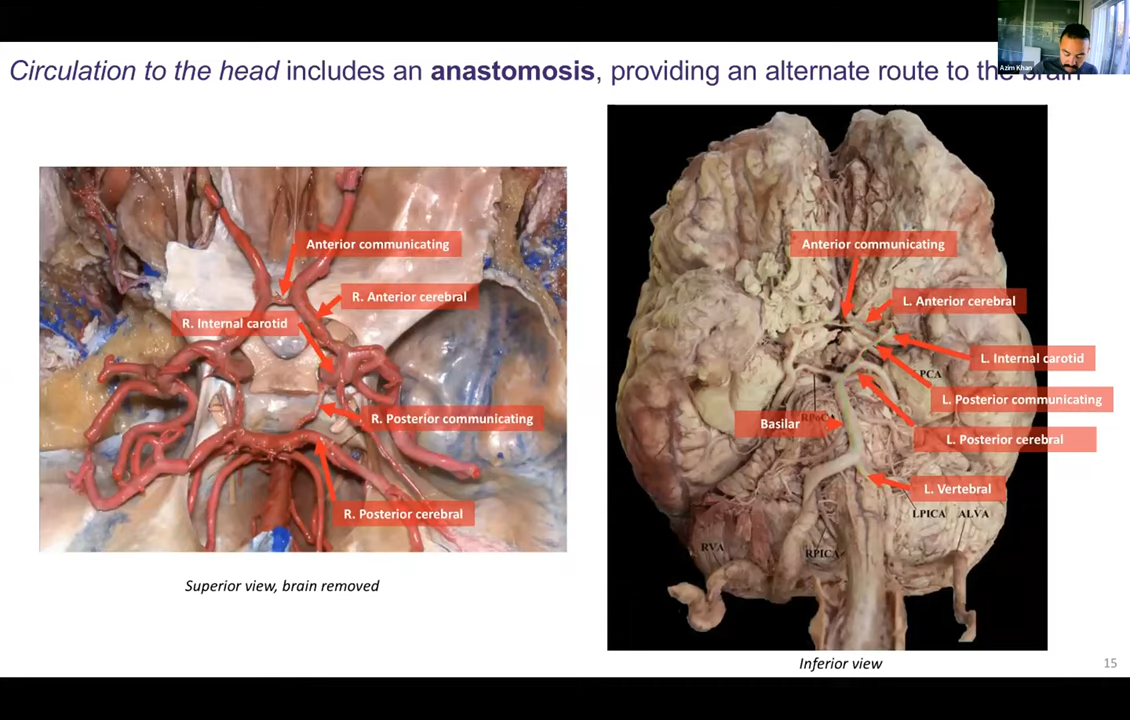 Circulation to the head includes an anastomosis, providing an alternate route to the brain
Azim Khan
Anterior communicating
R. Anterior cerebral
R. Internal carotid
R. Posterior communicating
R. Posterior cerebral
Superior view, brain removed
Anterior communicating
L. Anterior cerebral
L. Internal carotid
PCA
L. Posterior communicating
Basilar
L. Posterior cerebral
L. Vertebral
LPICA ALVA
RVA
RPICA
Inferior view
15